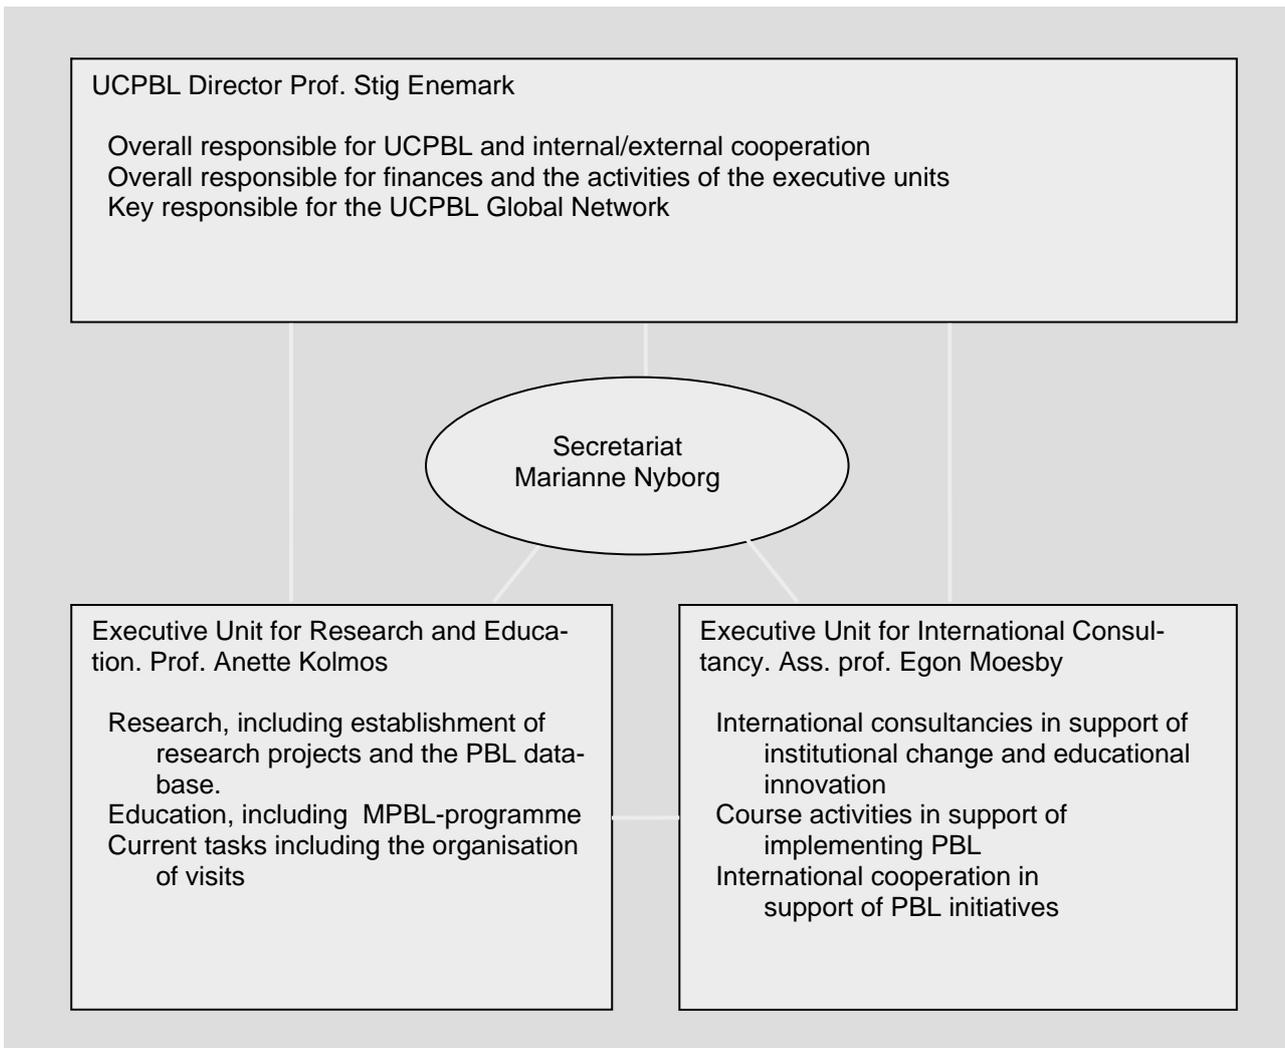 UCPBL Director Prof. Stig Enemark
Overall responsible for UCPBL and internal/external cooperation
Overall responsible for finances and the activities of the executive units
Key responsible for the UCPBL Global Network
Secretariat
Marianne Nyborg
Executive Unit for Research and Educa-
tion. Prof. Anette Kolmos
Research, including establishment of
research projects and the PBL data-
base.
Education, including  MPBL-programme
Current tasks including the organisation
of visits
Executive Unit for International Consul-
tancy. Ass. prof. Egon Moesby
International consultancies in support of
institutional change and educational
innovation
Course activities in support of
implementing PBL
International cooperation in
support of PBL initiatives